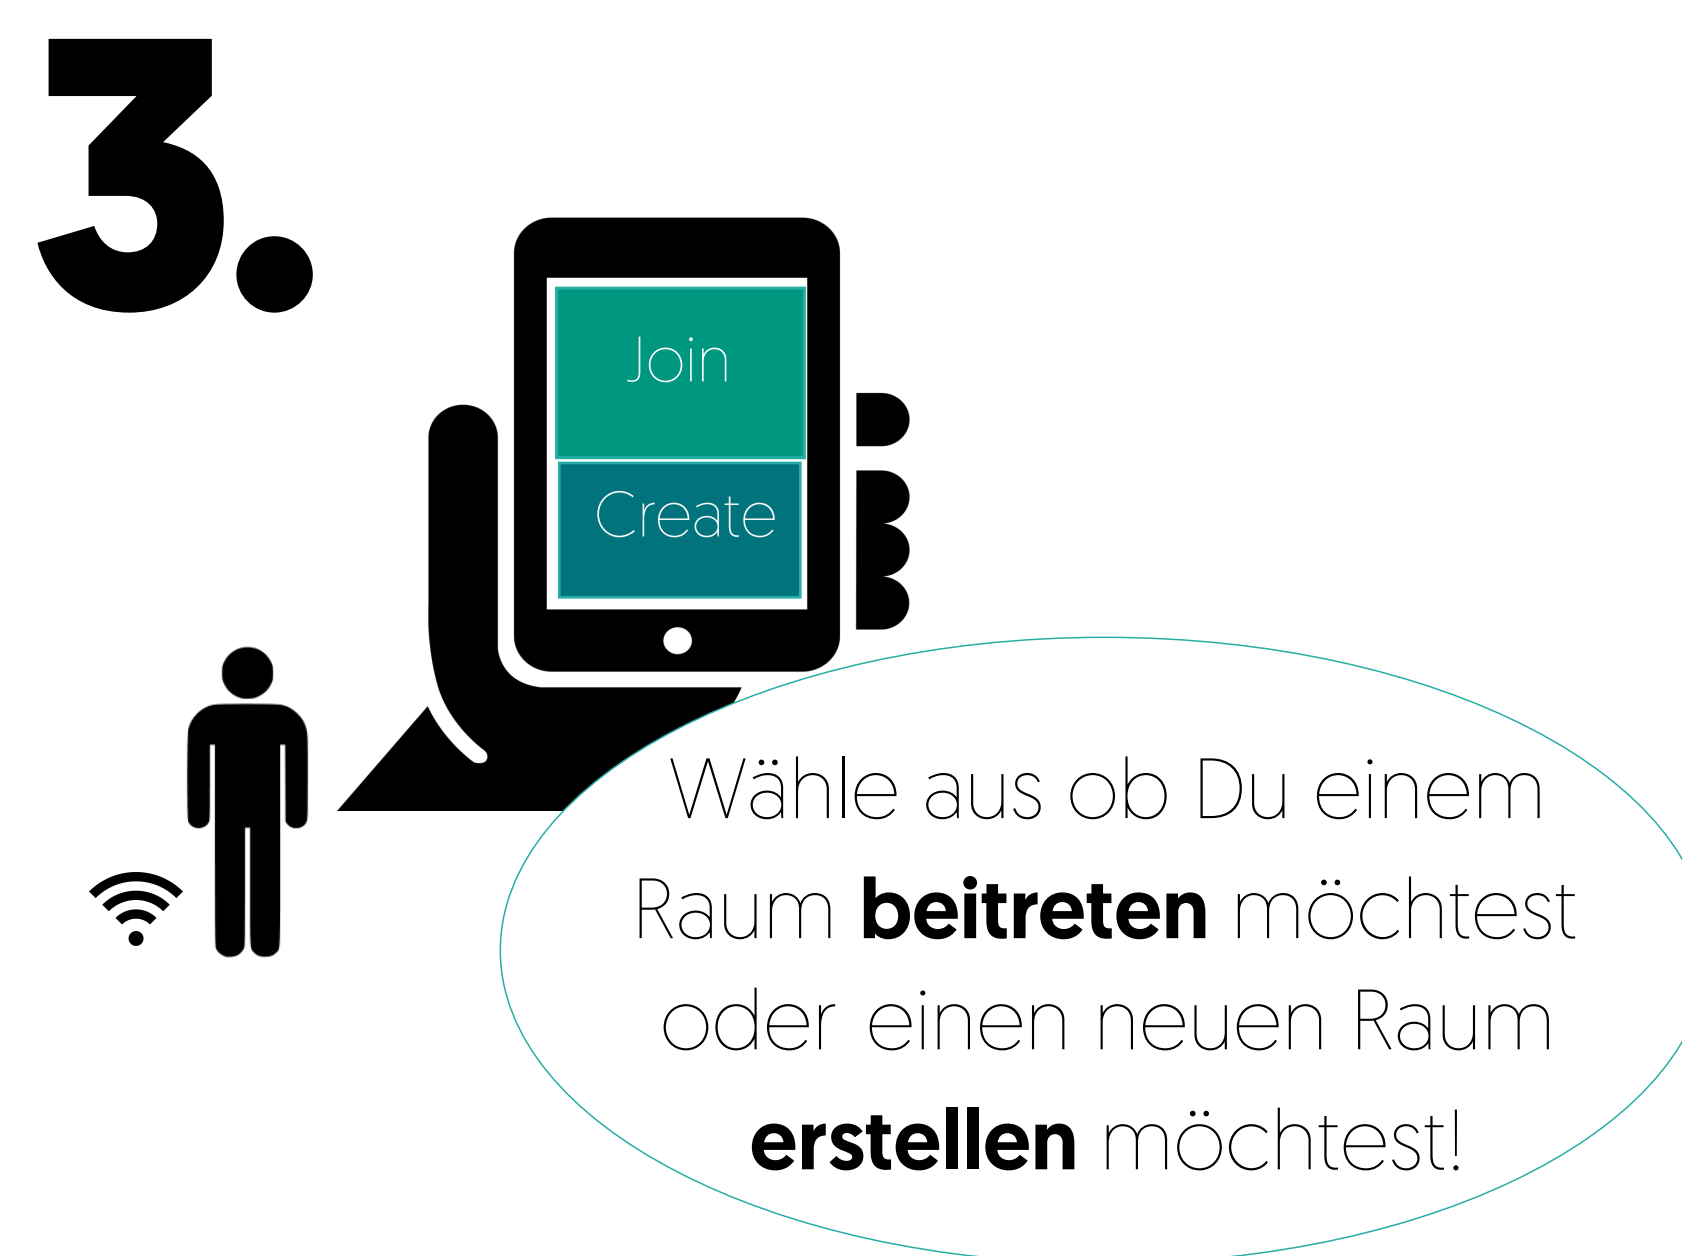 3.
Join
Create
Wähle aus ob Du einem
Raum beitreten möchtest
oder einen neuen Raum
erstellen möchtest!